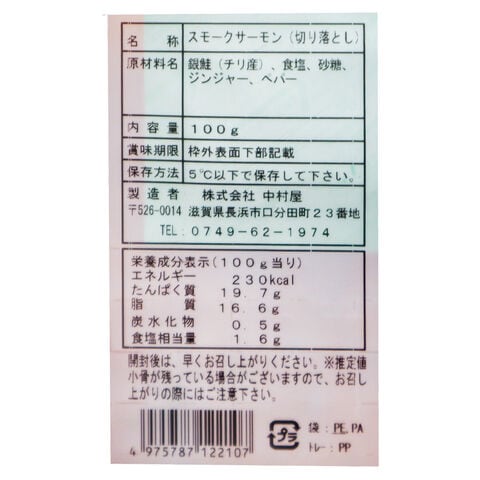 名 称 スモークサーモン（切り落とし）
原材料名 銀鮭（チリ産）、食塩、砂糖、
ジンジャー、ペパー
内容量 100g
賞味期限 枠外表面下部記載
保存方法 5℃以下で保存して下さい。
製造者 株式会社 中村屋
〒526-0014 滋賀県長浜市口分田町23番地
TEL：0749-62-1974
栄養成分表示（100g当り）
エネルギー 230kcal
たんぱく質 19.7g
脂質 16.6g
炭水化物 0.5g
食塩相当量 1.6g
開封後は、早くお召し上がりください。※推定値
小骨が残っている場合がございますので、お召し
上がりの際にはご注意下さい。
プラ
袋：PE,PA
トレー：PP
4 975787 122107